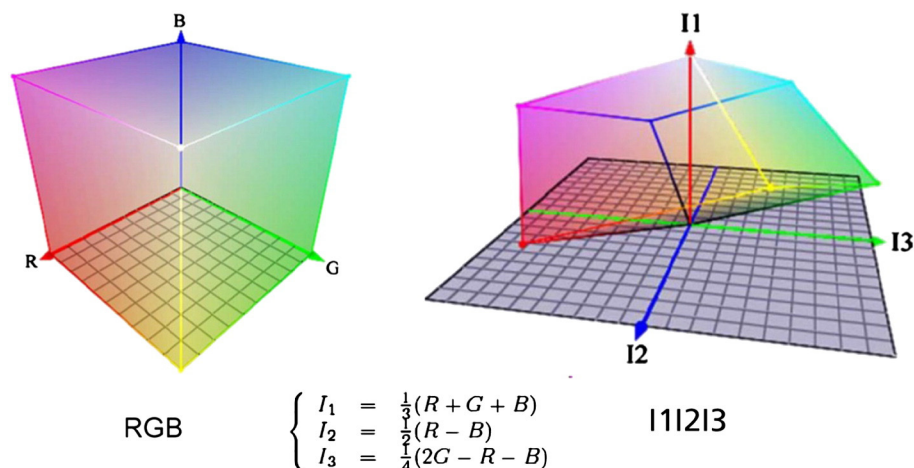 B
R
G
I1
I3
I2
RGB
I₁ = 1/3(R + G + B)
I₂ = 1/2(R − B)
I₃ = 1/4(2G − R − B)
I1I2I3